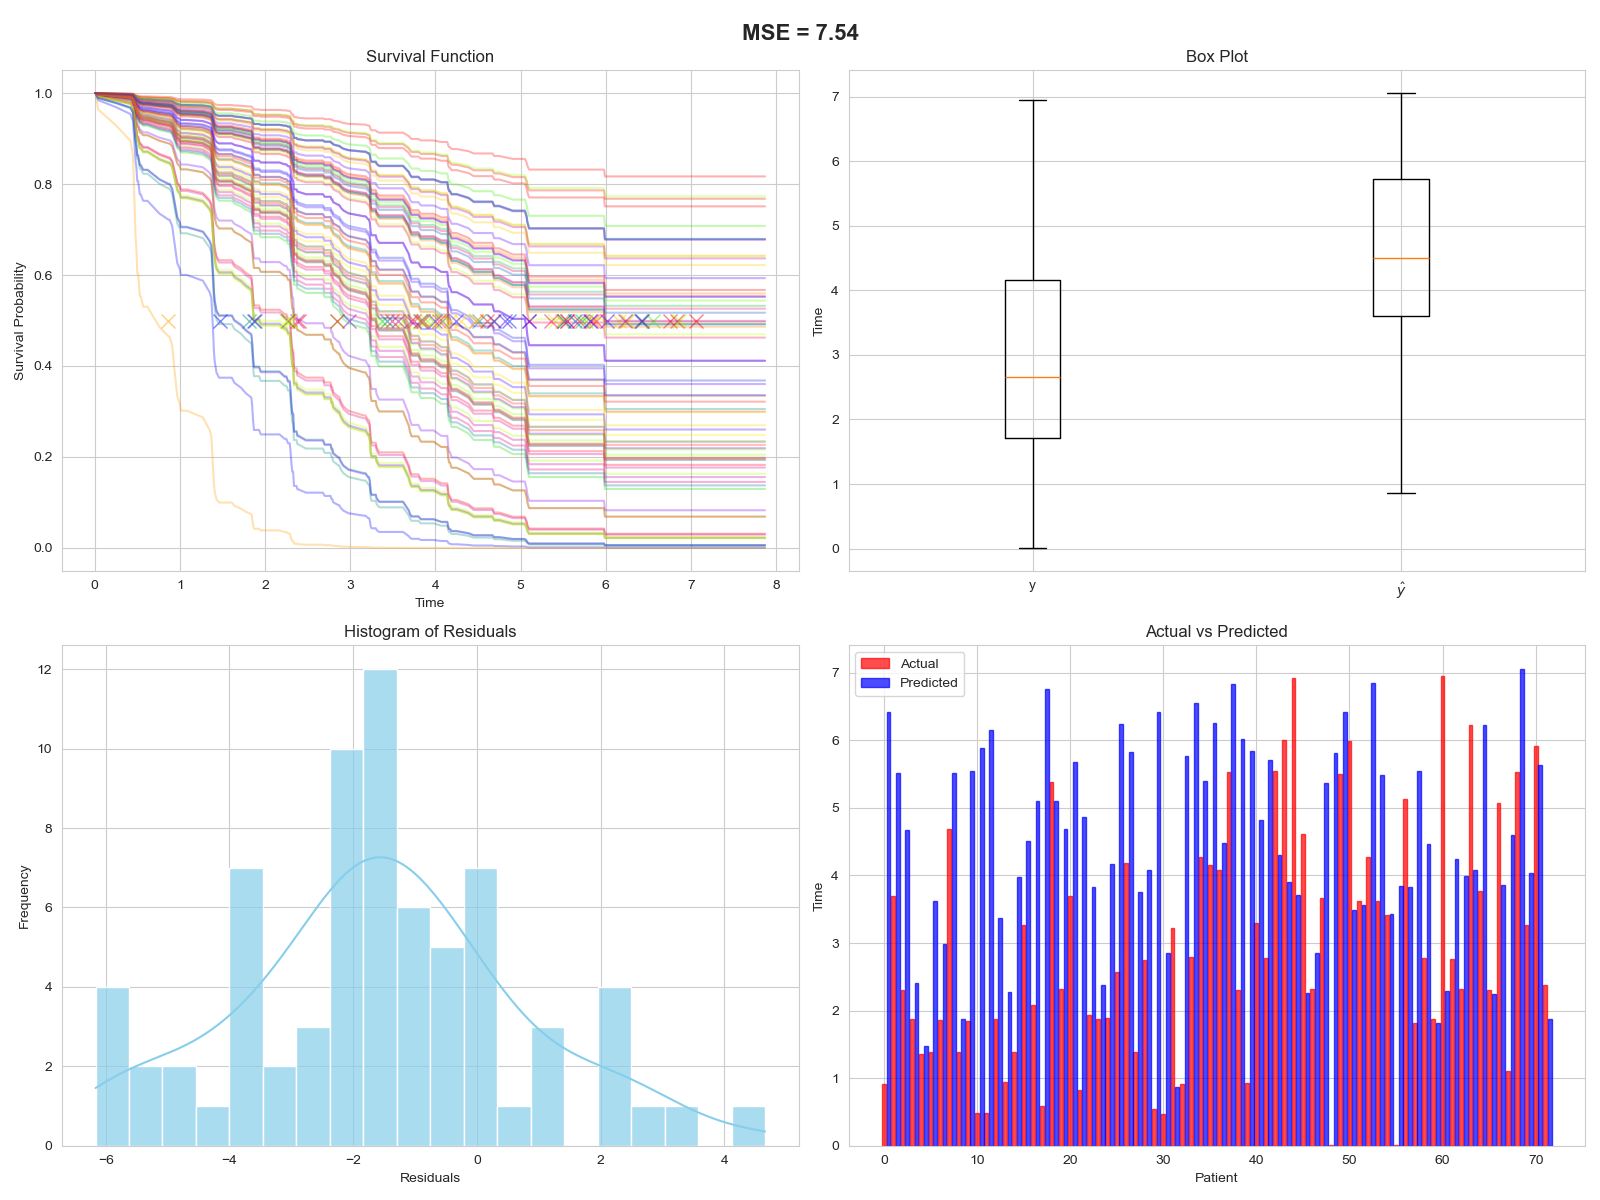 MSE = 7.54
Survival Function
Survival Probability
1.0
0.8
0.6
0.4
0.2
0.0
0 1 2 3 4 5 6 7 8
Time
Box Plot
Time
7
6
5
4
3
2
1
0
y ŷ
Histogram of Residuals
Frequency
12
10
8
6
4
2
0
−6 −4 −2 0 2 4
Residuals
Actual vs Predicted
Actual
Predicted
Time
7
6
5
4
3
2
1
0
0 10 20 30 40 50 60 70
Patient